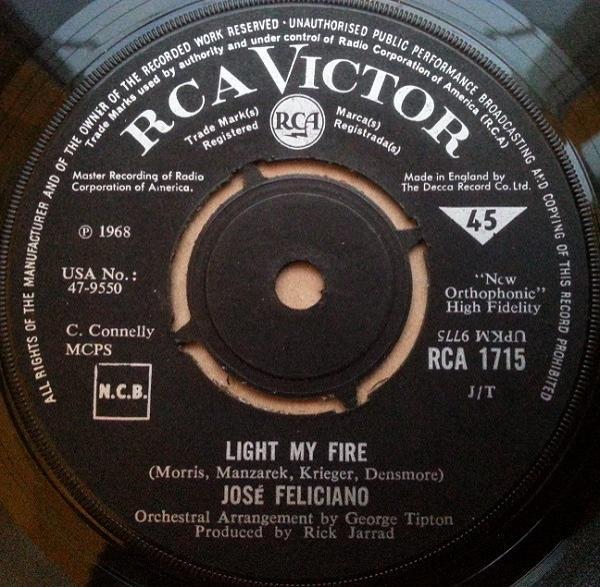 ALL RIGHTS OF THE MANUFACTURER AND OF THE OWNER OF THE RECORDED WORK RESERVED · UNAUTHORISED PUBLIC PERFORMANCE BROADCASTING AND COPYING OF THIS RECORD PROHIBITED
Trade Marks used by authority and under control of Radio Corporation of America (R.C.A)
RCA VICTOR
Trade Mark(s)
Registered
RCA
Marca(s)
Registrada(s)
Master Recording of Radio
Corporation of America.
Made in England by
The Decca Record Co. Ltd.
℗ 1968
45
USA No.:
47-9550
"New
Orthophonic"
High Fidelity
C. Connelly
MCPS
UPKM 9775
RCA 1715
N.C.B.
J/T
LIGHT MY FIRE
(Morris, Manzarek, Krieger, Densmore)
JOSÉ FELICIANO
Orchestral Arrangement by George Tipton
Produced by Rick Jarrad